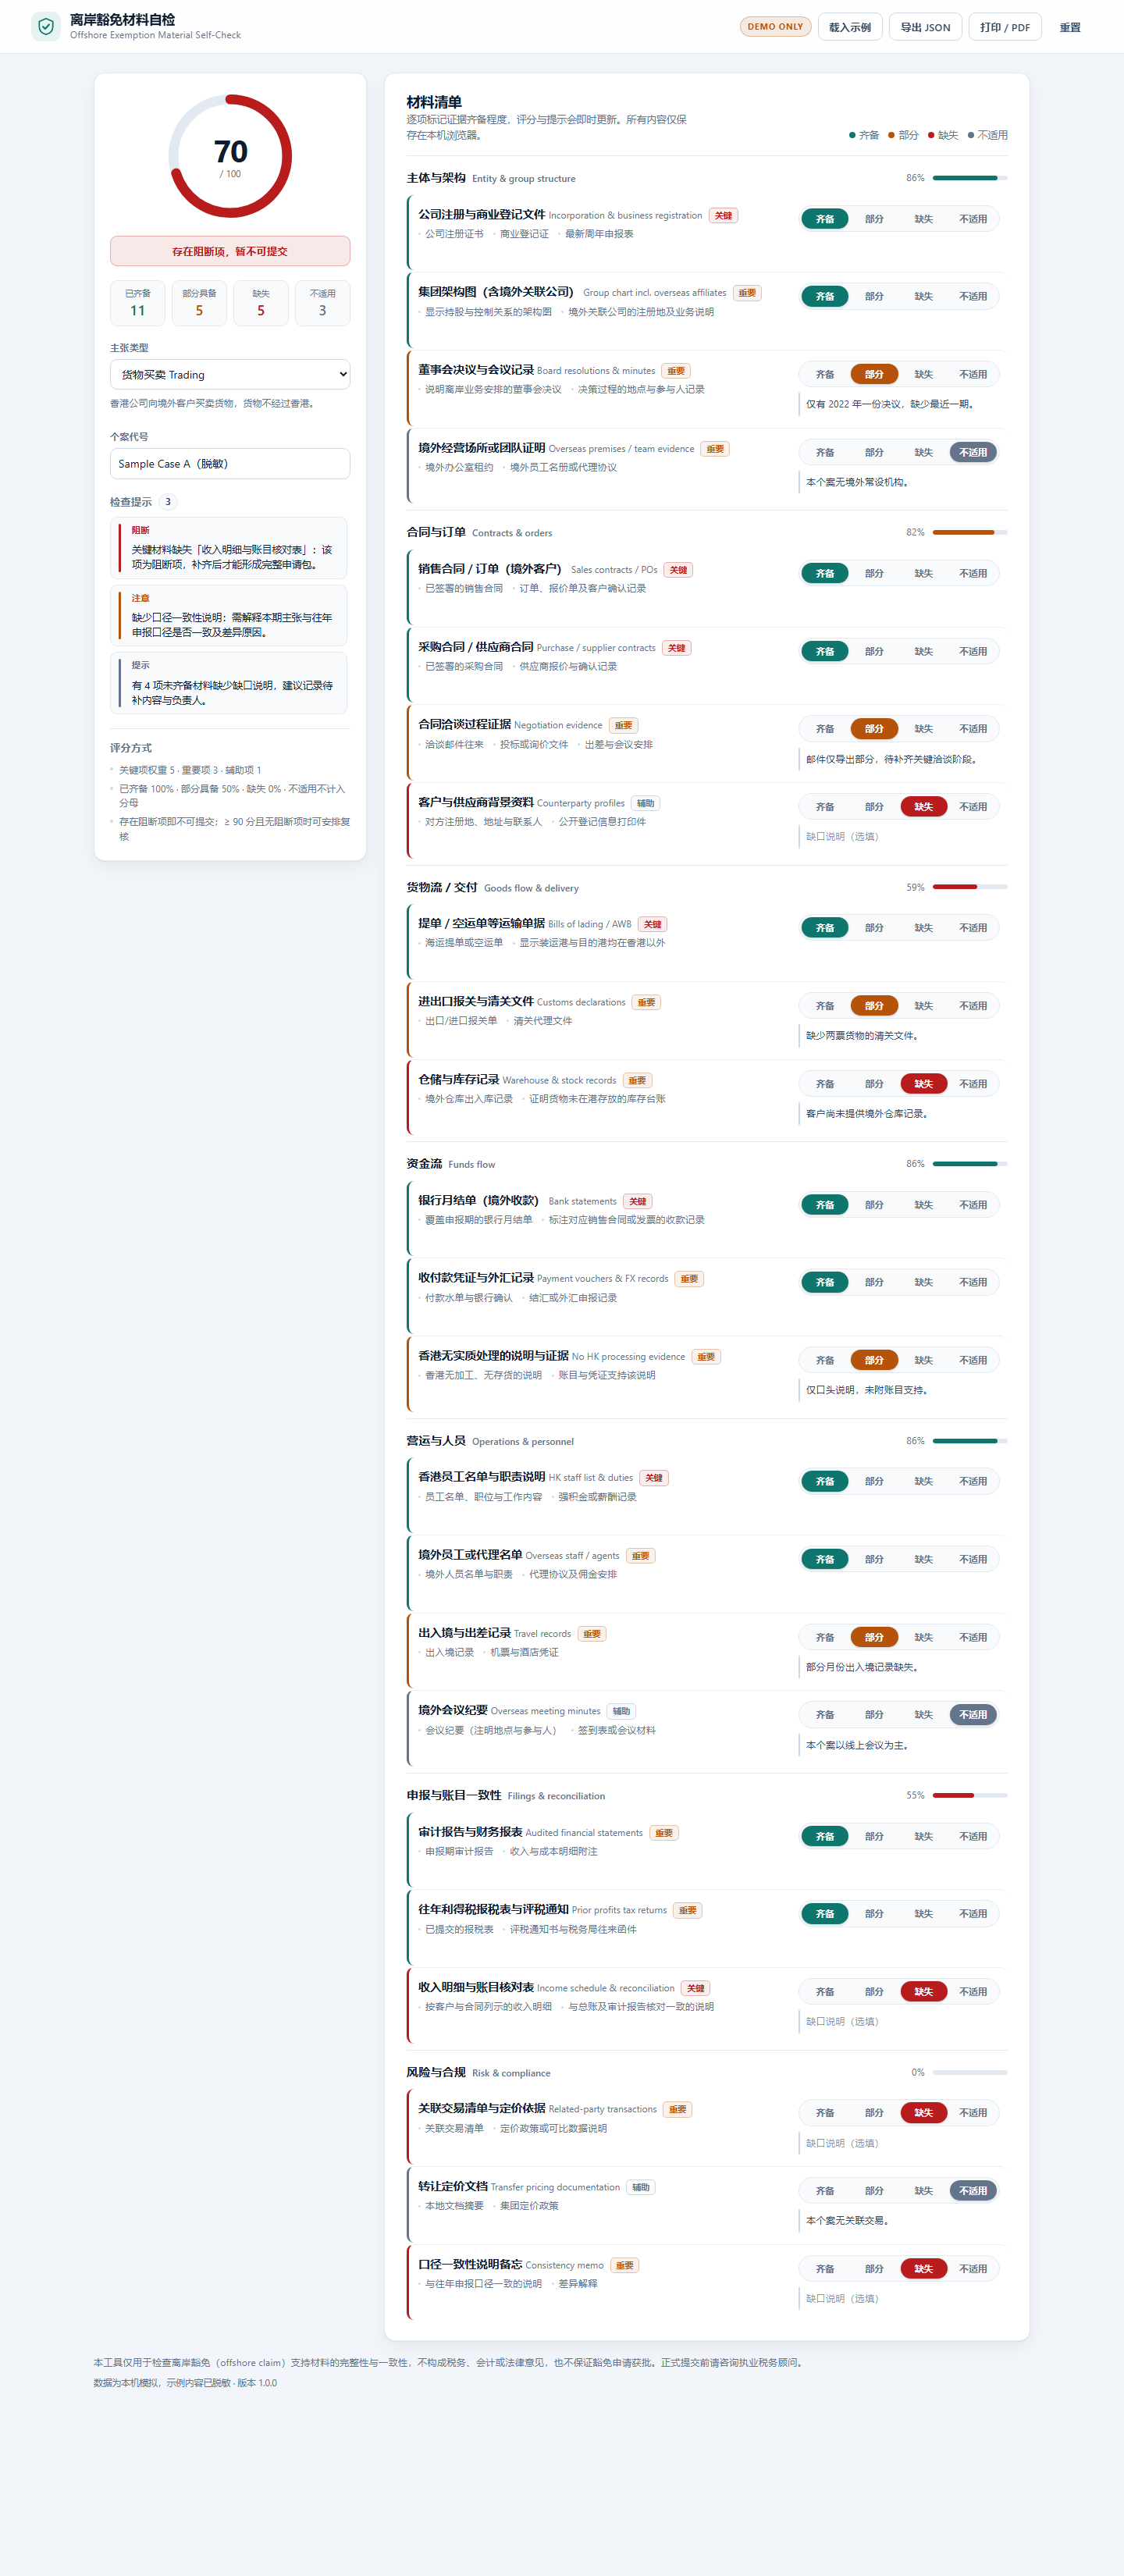 离岸豁免材料自检
Offshore Exemption Material Self-Check
DEMO ONLY
载入示例
导出 JSON
打印 / PDF
重置
70
/ 100
存在阻断项，暂不可提交
已齐备 部分具备 缺失 不适用
11 5 5 3
主张类型
货物买卖 Trading
香港公司向境外客户买卖货物，货物不经过香港。
个案代号
Sample Case A（脱敏）
检查提示 3
阻断
关键材料缺失「收入明细与账目核对表」：该
项为阻断项，补齐后才能形成完整申请包。
注意
缺少口径一致性说明：需解释本期主张与往年
申报口径是否一致及差异原因。
提示
有 4 项未齐备材料缺少缺口说明，建议记录待
补内容与负责人。
评分方式
关键项权重 5 · 重要项 3 · 辅助项 1
已齐备 100% · 部分具备 50% · 缺失 0% · 不适用不计入
分母
存在阻断项即不可提交；≥ 90 分且无阻断项时可安排复
核
材料清单
逐项标记证据齐备程度，评分与提示会即时更新。所有内容仅保
存在本机浏览器。
齐备 部分 缺失 不适用
主体与架构 Entity & group structure 86%
公司注册与商业登记文件 Incorporation & business registration 关键
公司注册证书 商业登记证 最新周年申报表
齐备 部分 缺失 不适用
集团架构图（含境外关联公司） Group chart incl. overseas affiliates 重要
显示持股与控制关系的架构图 境外关联公司的注册地及业务说明
齐备 部分 缺失 不适用
董事会决议与会议记录 Board resolutions & minutes 重要
说明离岸业务安排的董事会决议 决策过程的地点与参与人记录
齐备 部分 缺失 不适用
仅有 2022 年一份决议，缺少最近一期。
境外经营场所或团队证明 Overseas premises / team evidence 重要
境外办公室租约 境外员工名册或代理协议
齐备 部分 缺失 不适用
本个案无境外常设机构。
合同与订单 Contracts & orders 82%
销售合同 / 订单（境外客户） Sales contracts / POs 关键
已签署的销售合同 订单、报价单及客户确认记录
齐备 部分 缺失 不适用
采购合同 / 供应商合同 Purchase / supplier contracts 关键
已签署的采购合同 供应商报价与确认记录
齐备 部分 缺失 不适用
合同洽谈过程证据 Negotiation evidence 重要
洽谈邮件往来 投标或询价文件 出差与会议安排
齐备 部分 缺失 不适用
邮件仅导出部分，待补齐关键洽谈阶段。
客户与供应商背景资料 Counterparty profiles 辅助
对方注册地、地址与联系人 公开登记信息打印件
齐备 部分 缺失 不适用
缺口说明（选填）
货物流 / 交付 Goods flow & delivery 59%
提单 / 空运单等运输单据 Bills of lading / AWB 关键
海运提单或空运单 显示装运港与目的港均在香港以外
齐备 部分 缺失 不适用
进出口报关与清关文件 Customs declarations 重要
出口/进口报关单 清关代理文件
齐备 部分 缺失 不适用
缺少两票货物的清关文件。
仓储与库存记录 Warehouse & stock records 重要
境外仓库出入库记录 证明货物未在港存放的库存台账
齐备 部分 缺失 不适用
客户尚未提供境外仓库记录。
资金流 Funds flow 86%
银行月结单（境外收款） Bank statements 关键
覆盖申报期的银行月结单 标注对应销售合同或发票的收款记录
齐备 部分 缺失 不适用
收付款凭证与外汇记录 Payment vouchers & FX records 重要
付款水单与银行确认 结汇或外汇申报记录
齐备 部分 缺失 不适用
香港无实质处理的说明与证据 No HK processing evidence 重要
香港无加工、无存货的说明 账目与凭证支持该说明
齐备 部分 缺失 不适用
仅口头说明，未附账目支持。
营运与人员 Operations & personnel 86%
香港员工名单与职责说明 HK staff list & duties 关键
员工名单、职位与工作内容 强积金或薪酬记录
齐备 部分 缺失 不适用
境外员工或代理名单 Overseas staff / agents 重要
境外人员名单与职责 代理协议及佣金安排
齐备 部分 缺失 不适用
出入境与出差记录 Travel records 重要
出入境记录 机票与酒店凭证
齐备 部分 缺失 不适用
部分月份出入境记录缺失。
境外会议纪要 Overseas meeting minutes 辅助
会议纪要（注明地点与参与人） 签到表或会议材料
齐备 部分 缺失 不适用
本个案以线上会议为主。
申报与账目一致性 Filings & reconciliation 55%
审计报告与财务报表 Audited financial statements 重要
申报期审计报告 收入与成本明细附注
齐备 部分 缺失 不适用
往年利得税报税表与评税通知 Prior profits tax returns 重要
已提交的报税表 评税通知书与税务局往来函件
齐备 部分 缺失 不适用
收入明细与账目核对表 Income schedule & reconciliation 关键
按客户与合同列示的收入明细 与总账及审计报告核对一致的说明
齐备 部分 缺失 不适用
缺口说明（选填）
风险与合规 Risk & compliance 0%
关联交易清单与定价依据 Related-party transactions 重要
关联交易清单 定价政策或可比数据说明
齐备 部分 缺失 不适用
缺口说明（选填）
转让定价文档 Transfer pricing documentation 辅助
本地文档摘要 集团定价政策
齐备 部分 缺失 不适用
本个案无关联交易。
口径一致性说明备忘 Consistency memo 重要
与往年申报口径一致的说明 差异解释
齐备 部分 缺失 不适用
缺口说明（选填）
本工具仅用于检查离岸豁免（offshore claim）支持材料的完整性与一致性，不构成税务、会计或法律意见，也不保证豁免申请获批。正式提交前请咨询执业税务顾问。
数据为本机模拟，示例内容已脱敏 · 版本 1.0.0